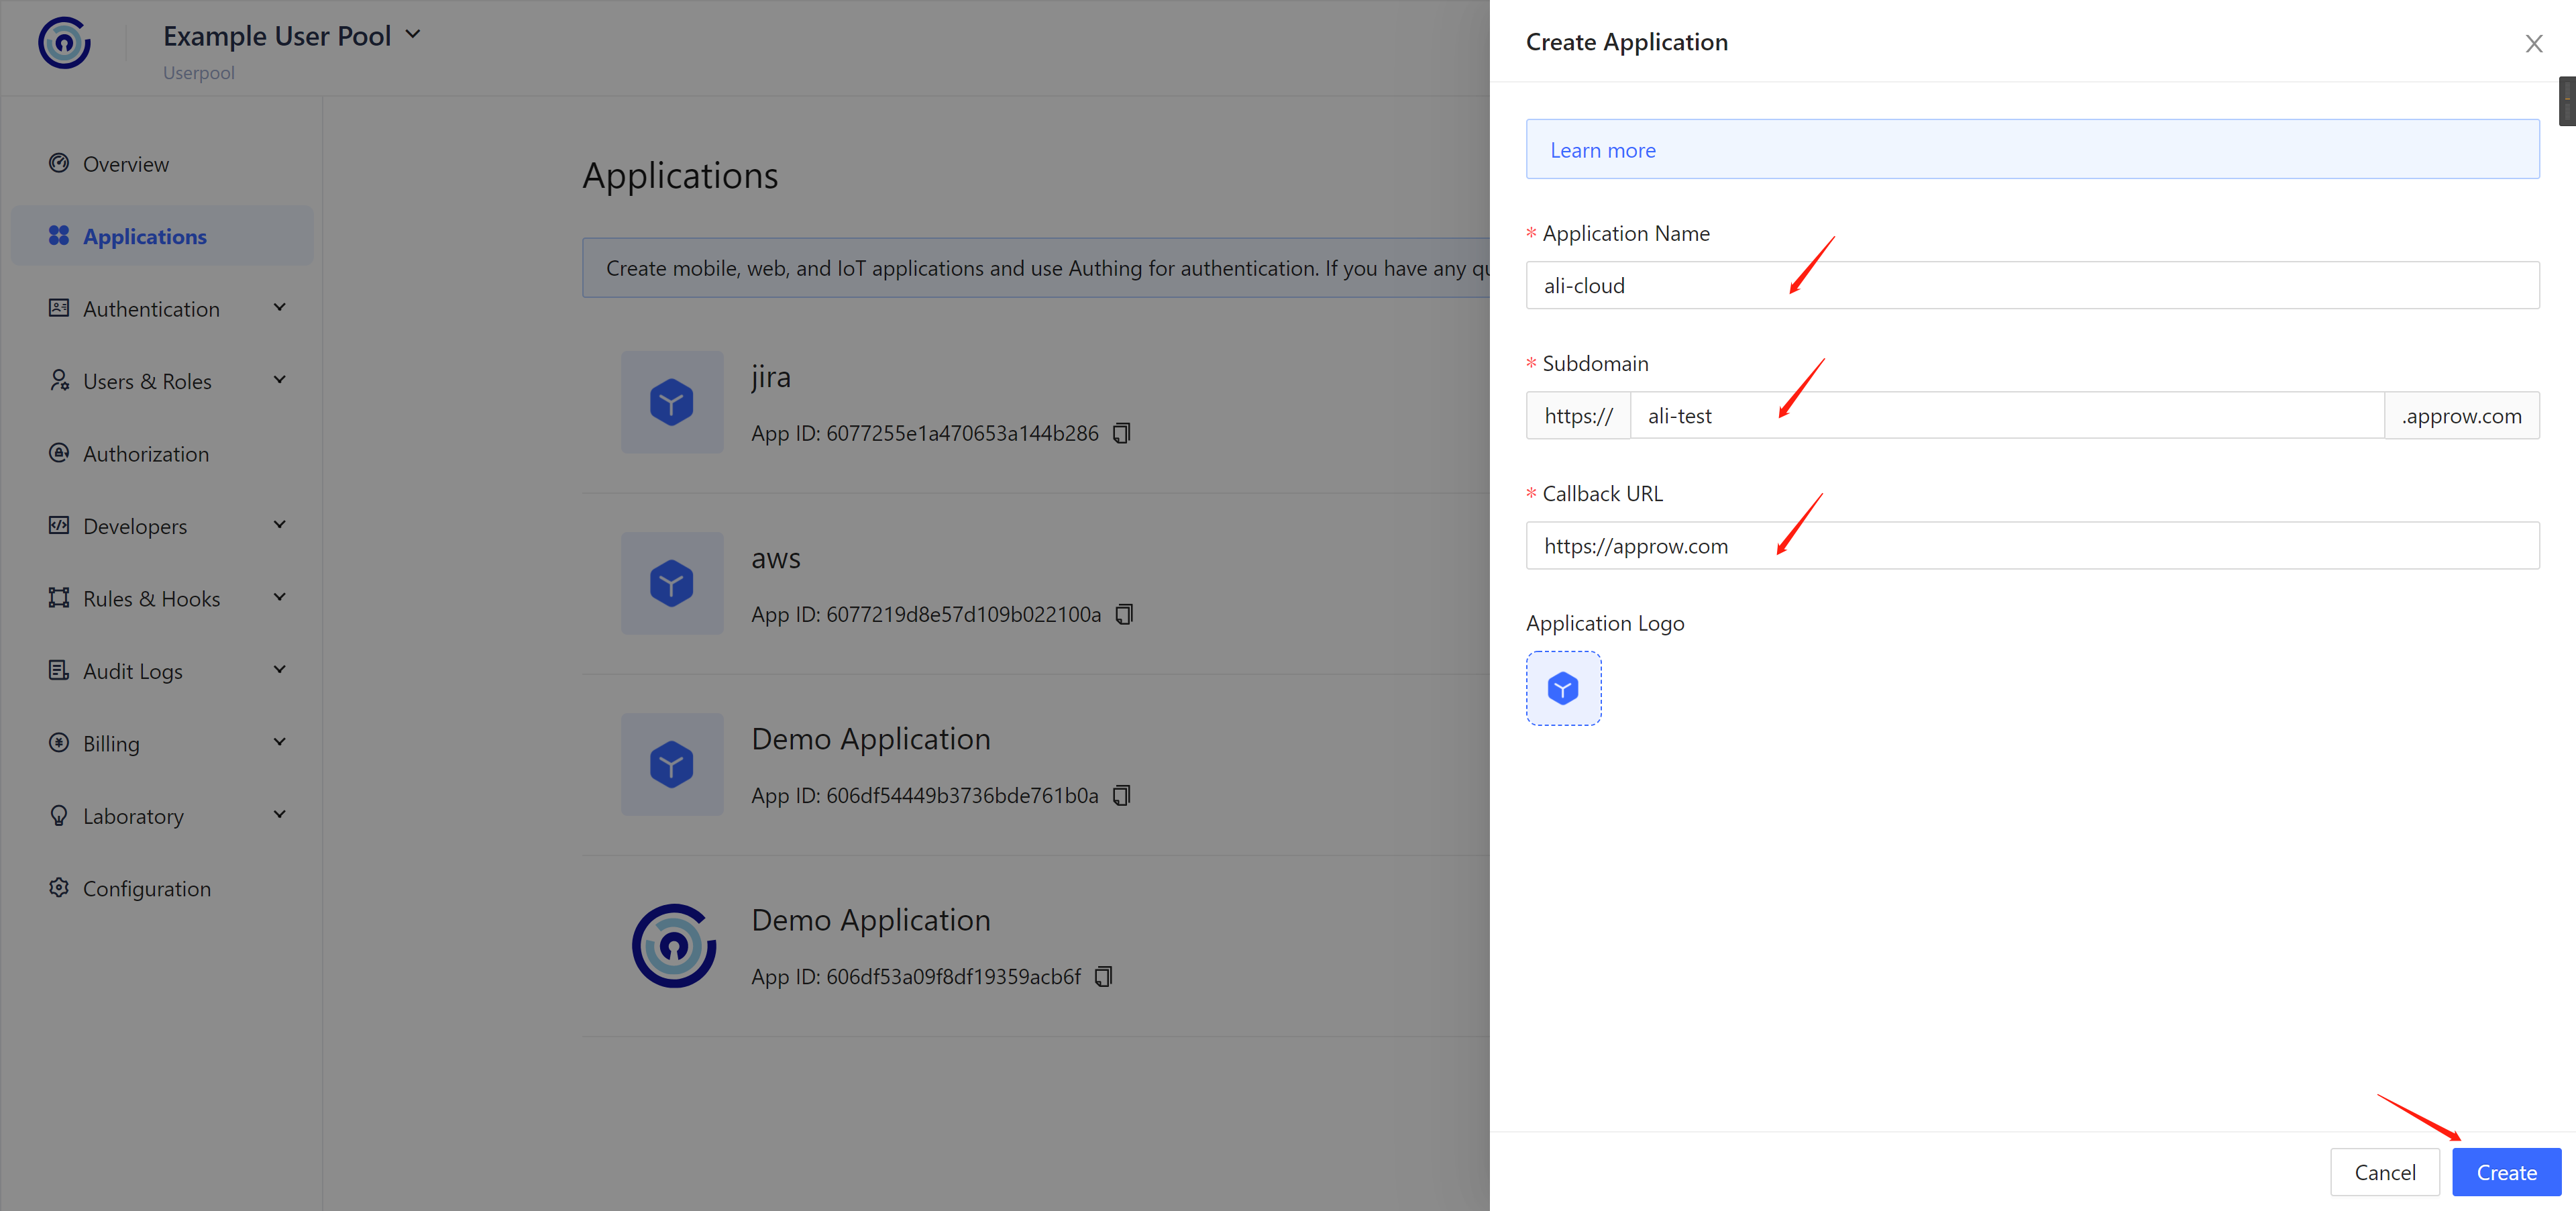 Example User Pool
Userpool
Overview
Applications
Authentication
Users & Roles
Authorization
Developers
Rules & Hooks
Audit Logs
Billing
Laboratory
Configuration
Applications
Create mobile, web, and IoT applications and use Authing for authentication. If you have any qu
jira
App ID: 6077255e1a470653a144b286
aws
App ID: 6077219d8e57d109b022100a
Demo Application
App ID: 606df54449b3736bde761b0a
Demo Application
App ID: 606df53a09f8df19359acb6f
Create Application
Learn more
* Application Name
ali-cloud
* Subdomain
https:// ali-test .approw.com
* Callback URL
https://approw.com
Application Logo
Cancel Create